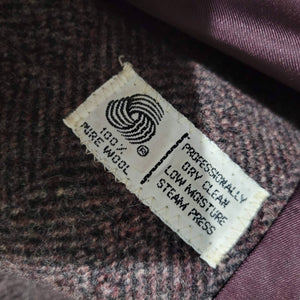 100%
PURE WOOL
®
PROFESSIONALLY
DRY CLEAN
LOW MOISTURE
STEAM PRESS